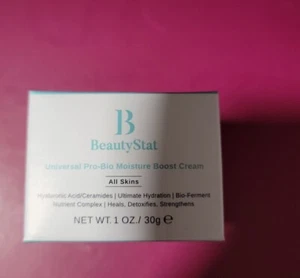 B
BeautyStat
Universal Pro-Bio Moisture Boost Cream
All Skins
Hyaluronic Acid/Ceramides | Ultimate Hydration | Bio-Ferment
Nutrient Complex | Heals, Detoxifies, Strengthens
NET WT. 1 OZ./ 30g ℮